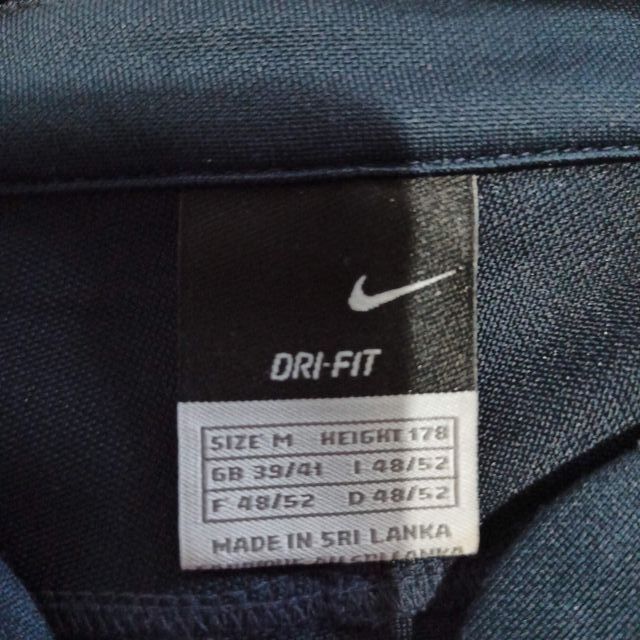 DRI-FIT
SIZE M HEIGHT 178
GB 39/41 I 48/52
F 48/52 D 48/52
MADE IN SRI LANKA